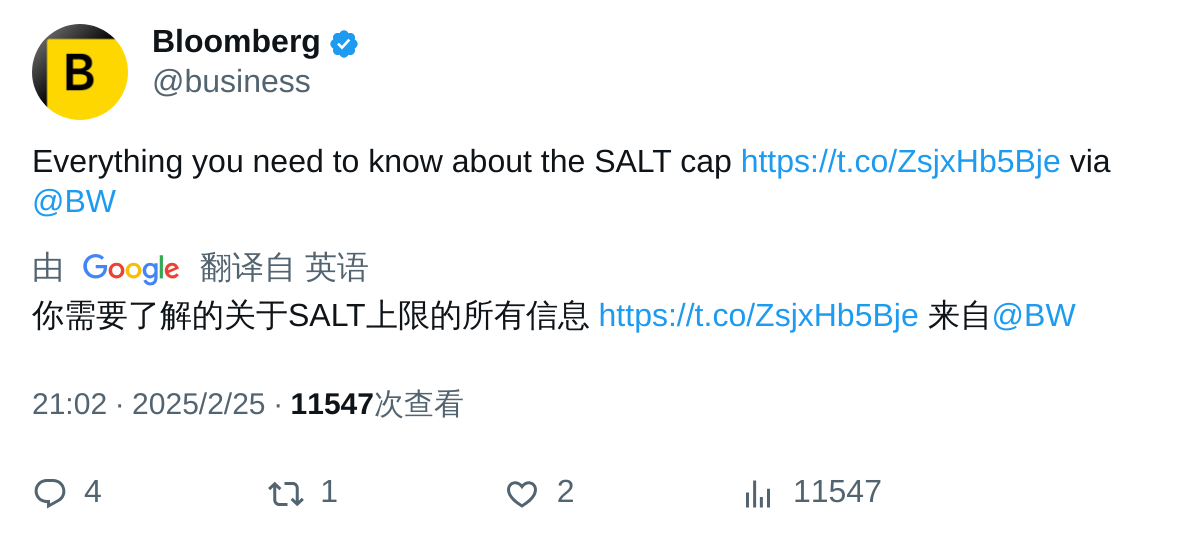 B
Bloomberg
@business
Everything you need to know about the SALT cap https://t.co/ZsjxHb5Bje via
@BW
由 Google 翻译自 英语
你需要了解的关于SALT上限的所有信息 https://t.co/ZsjxHb5Bje 来自@BW
21:02 · 2025/2/25 · 11547次查看
4 1 2 11547